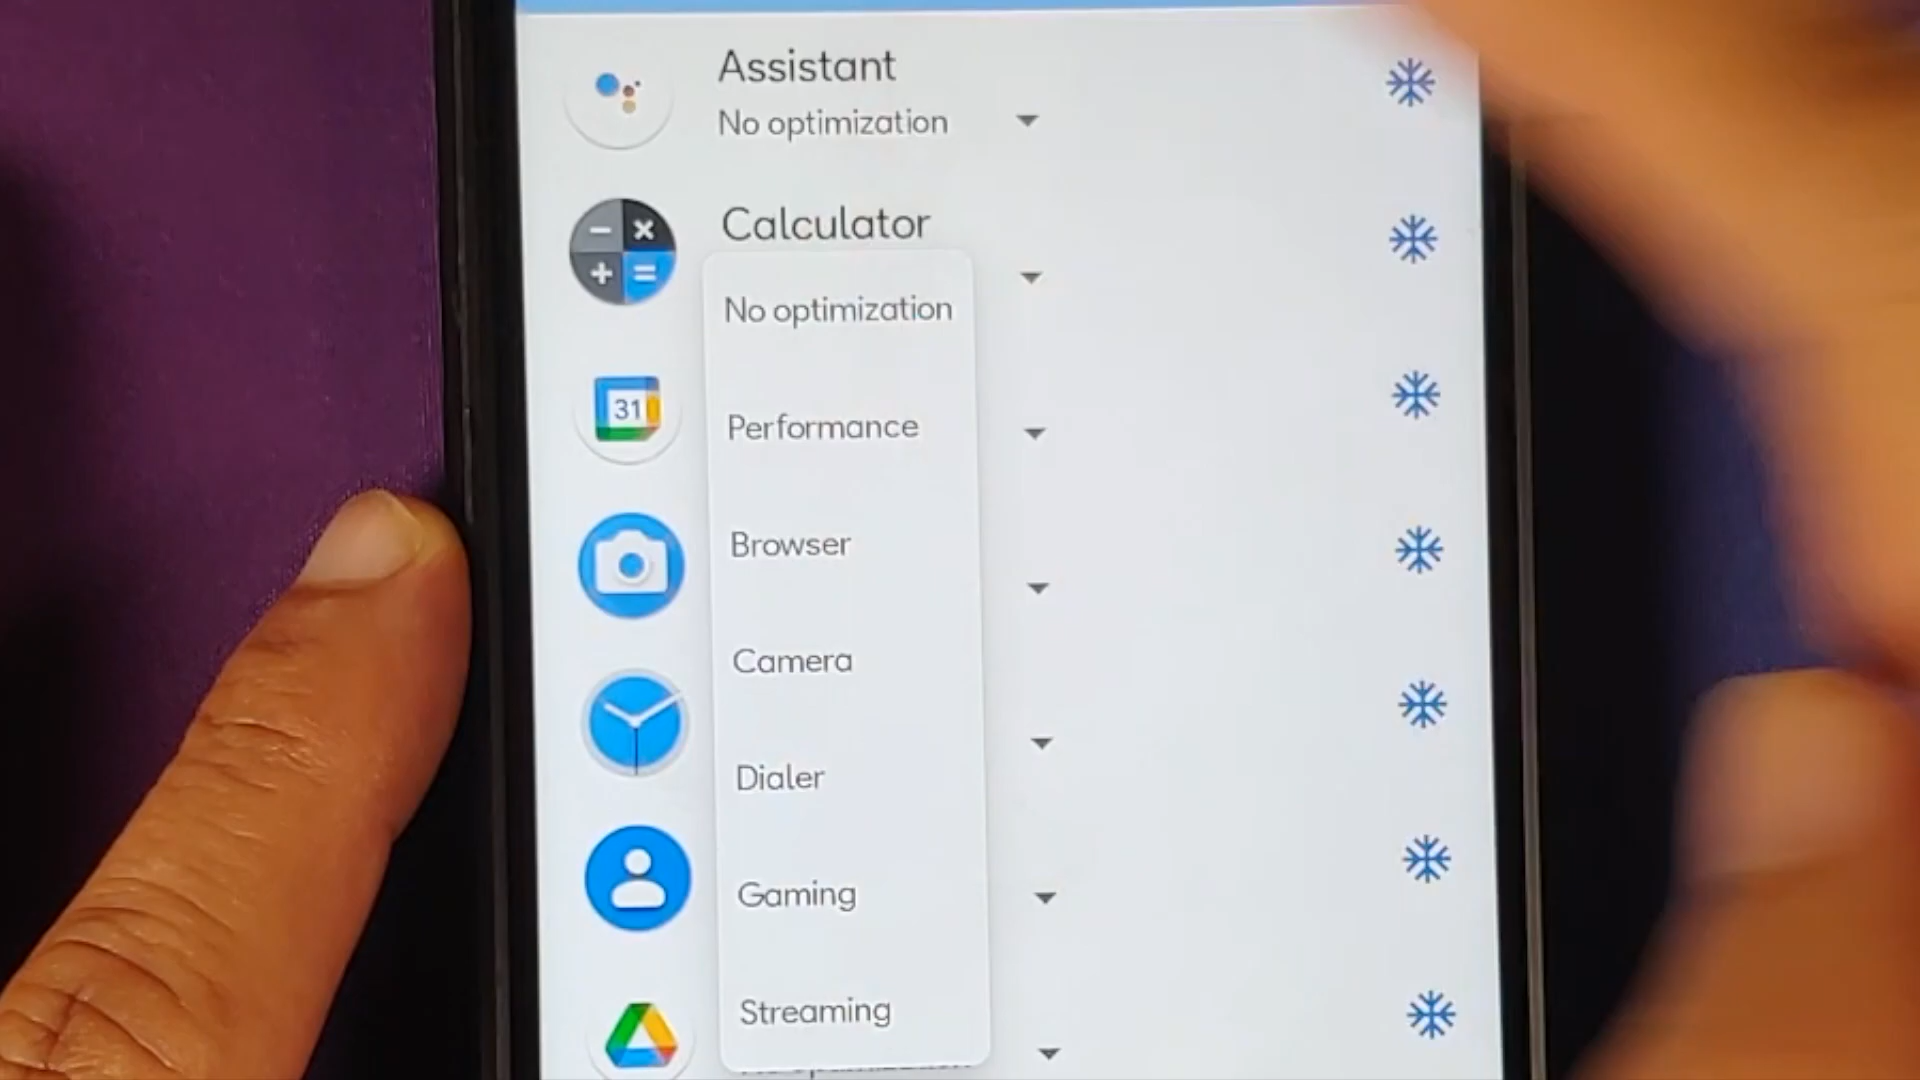 Assistant
No optimization
Calculator
No optimization
Performance
31
Browser
Camera
Dialer
Gaming
Streaming